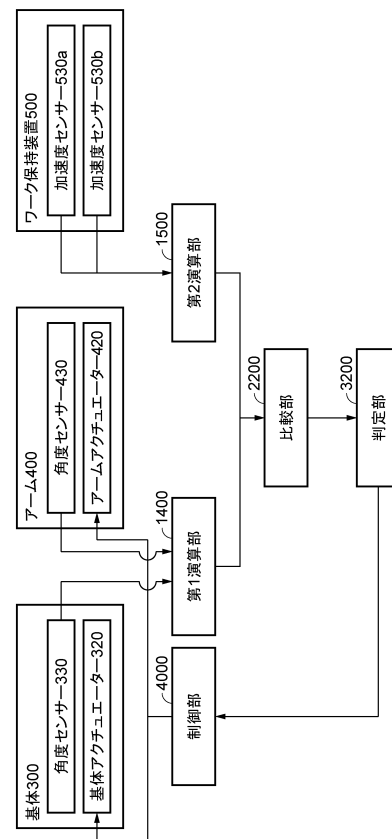 基体300
角度センサー330
基体アクチュエーター320
アーム400
角度センサー430
アームアクチュエーター420
ワーク保持装置500
加速度センサー530a
加速度センサー530b
4000
制御部
1400
第1演算部
1500
第2演算部
2200
比較部
3200
判定部